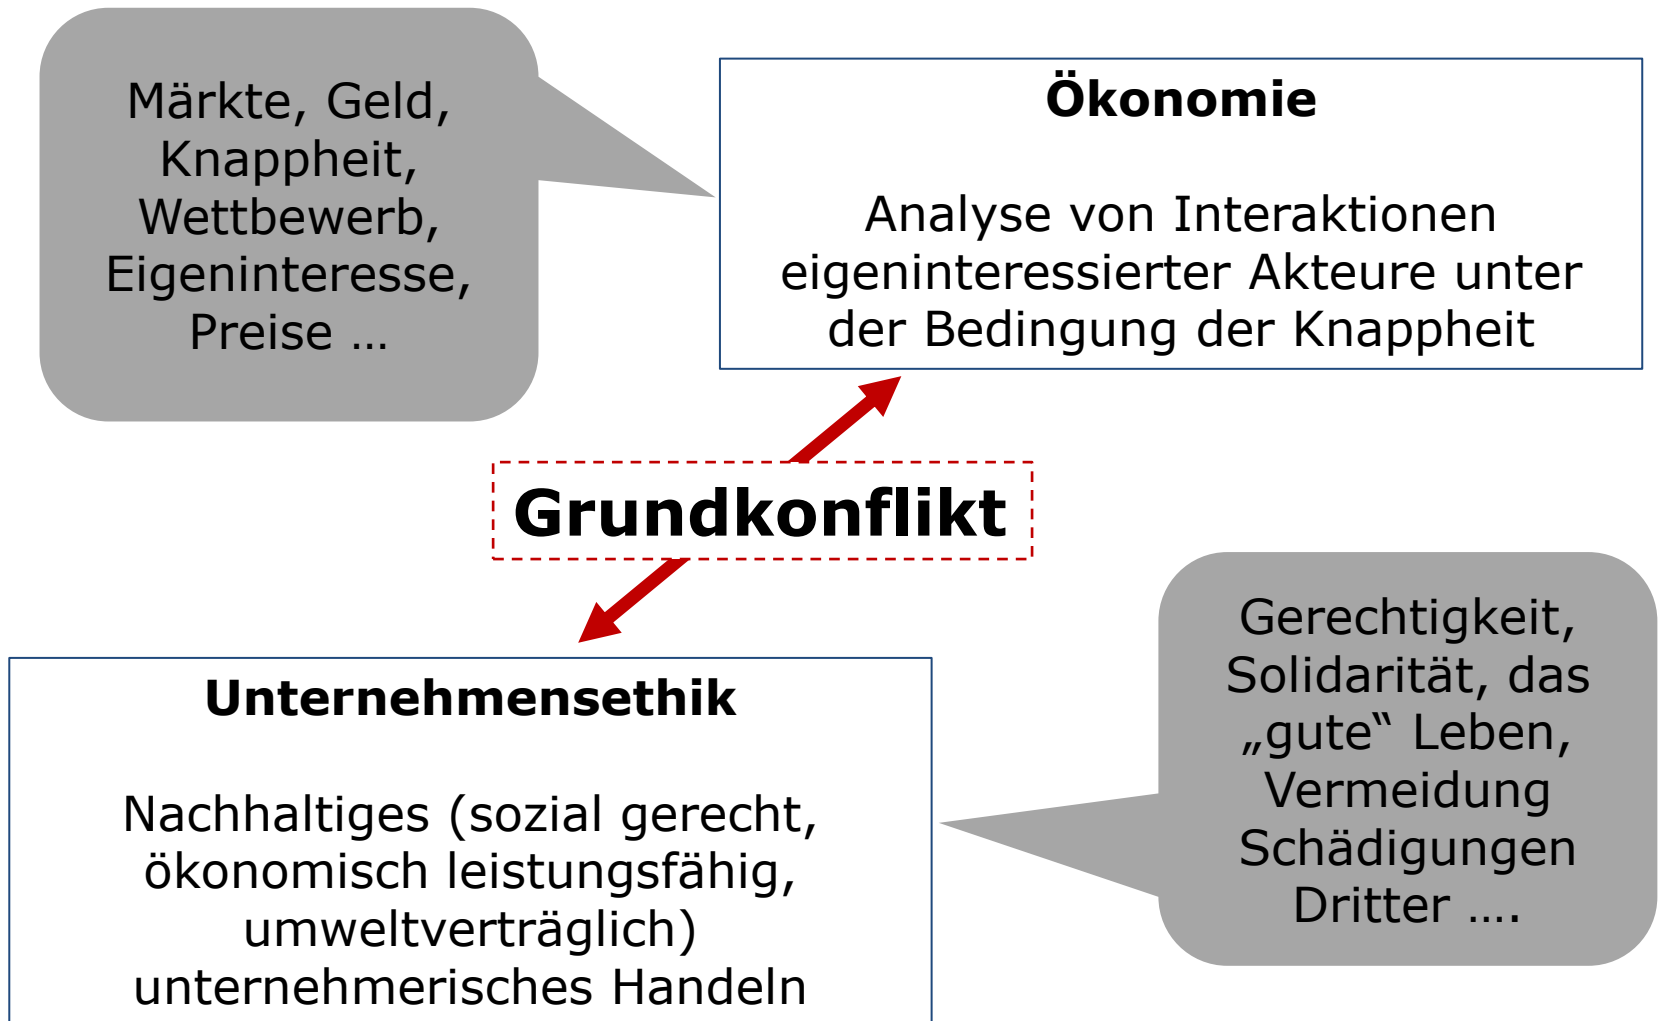 Märkte, Geld,
Knappheit,
Wettbewerb,
Eigeninteresse,
Preise …
Ökonomie
Analyse von Interaktionen
eigeninteressierter Akteure unter
der Bedingung der Knappheit
Grundkonflikt
Unternehmensethik
Nachhaltiges (sozial gerecht,
ökonomisch leistungsfähig,
umweltverträglich)
unternehmerisches Handeln
Gerechtigkeit,
Solidarität, das
„gute“ Leben,
Vermeidung
Schädigungen
Dritter ….